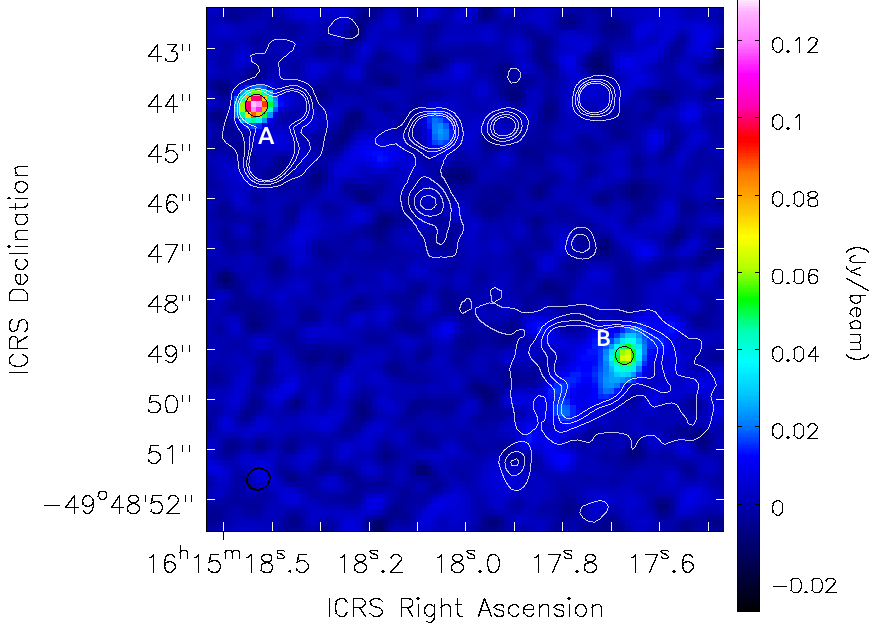 43''
44''
45''
46''
47''
48''
49''
50''
51''
−49°48'52''
16ʰ15ᵐ18ˢ.5
18ˢ.2
18ˢ.0
17ˢ.8
17ˢ.6
ICRS Right Ascension
ICRS Declination
A
B
0.12
0.1
0.08
0.06
0.04
0.02
0
−0.02
(Jy/beam)